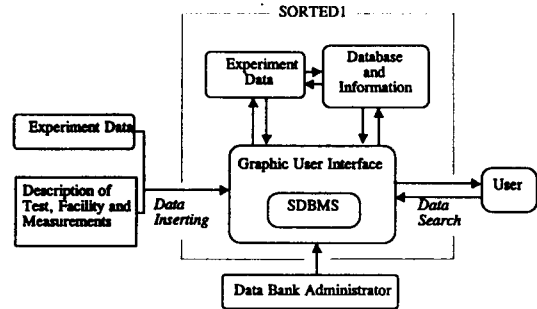 SORTED1
Experiment
Data
Database
and
Information
Experiment Data
Description of
Test, Facility and
Measurements
Data
Inserting
Graphic User Interface
SDBMS
Data
Search
User
Data Bank Administrator